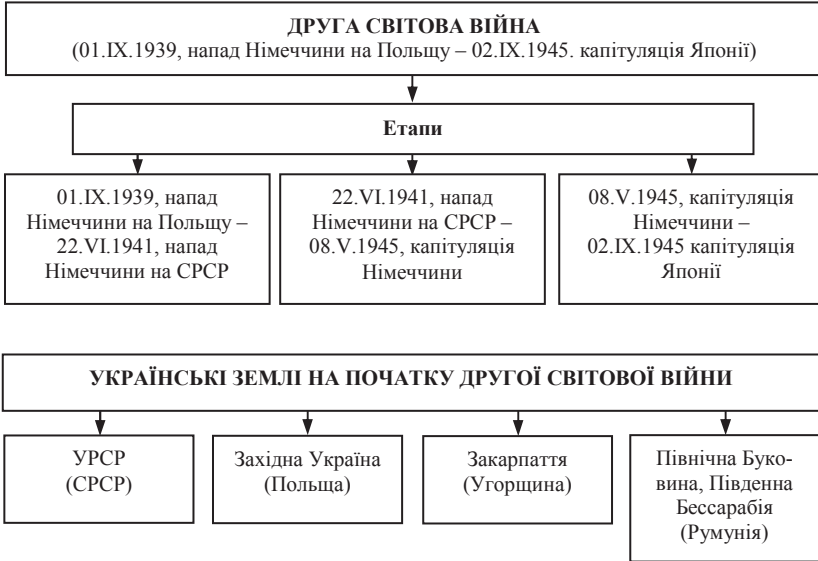 ДРУГА СВІТОВА ВІЙНА
(01.IX.1939, напад Німеччини на Польщу – 02.IX.1945. капітуляція Японії)
Етапи
01.IX.1939, напад
Німеччини на Польщу –
22.VI.1941, напад
Німеччини на СРСР
22.VI.1941, напад
Німеччини на СРСР –
08.V.1945, капітуляція
Німеччини
08.V.1945, капітуляція
Німеччини –
02.IX.1945 капітуляція
Японії
УКРАЇНСЬКІ ЗЕМЛІ НА ПОЧАТКУ ДРУГОЇ СВІТОВОЇ ВІЙНИ
УРСР
(СРСР)
Західна Україна
(Польща)
Закарпаття
(Угорщина)
Північна Буко-
вина, Південна
Бессарабія
(Румунія)